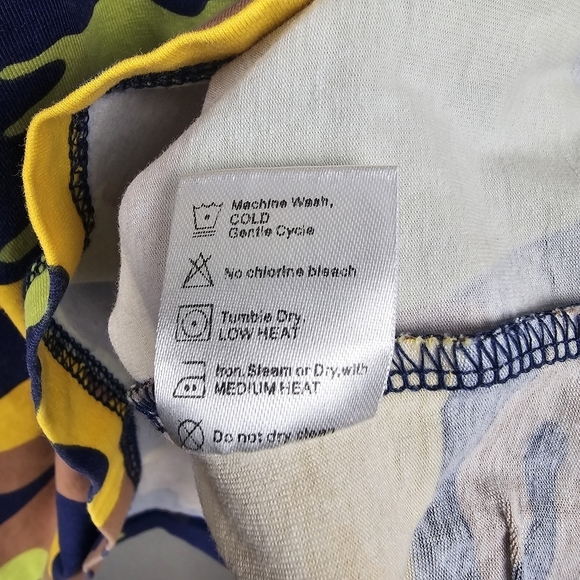 Machine Wash,
COLD
Gentle Cycle
No chlorine bleach
Tumble Dry,
LOW HEAT
Iron, Steam or Dry, with
MEDIUM HEAT
Do not dry clean